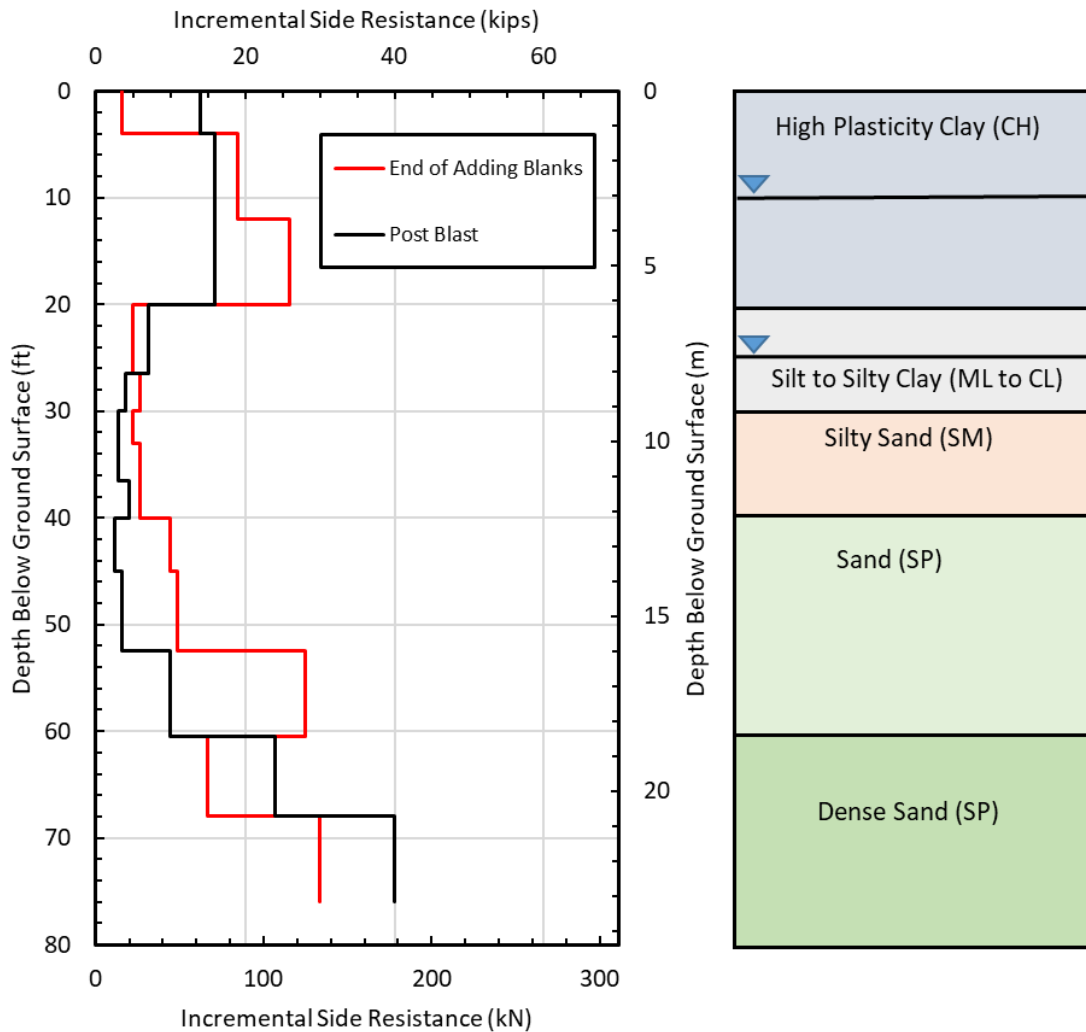 Incremental Side Resistance (kips)
0 20 40 60
0
10
20
30
40
50
60
70
80
Depth Below Ground Surface (ft)
End of Adding Blanks
Post Blast
0
5
10
15
20
Depth Below Ground Surface (m)
0 100 200 300
Incremental Side Resistance (kN)
High Plasticity Clay (CH)
Silt to Silty Clay (ML to CL)
Silty Sand (SM)
Sand (SP)
Dense Sand (SP)